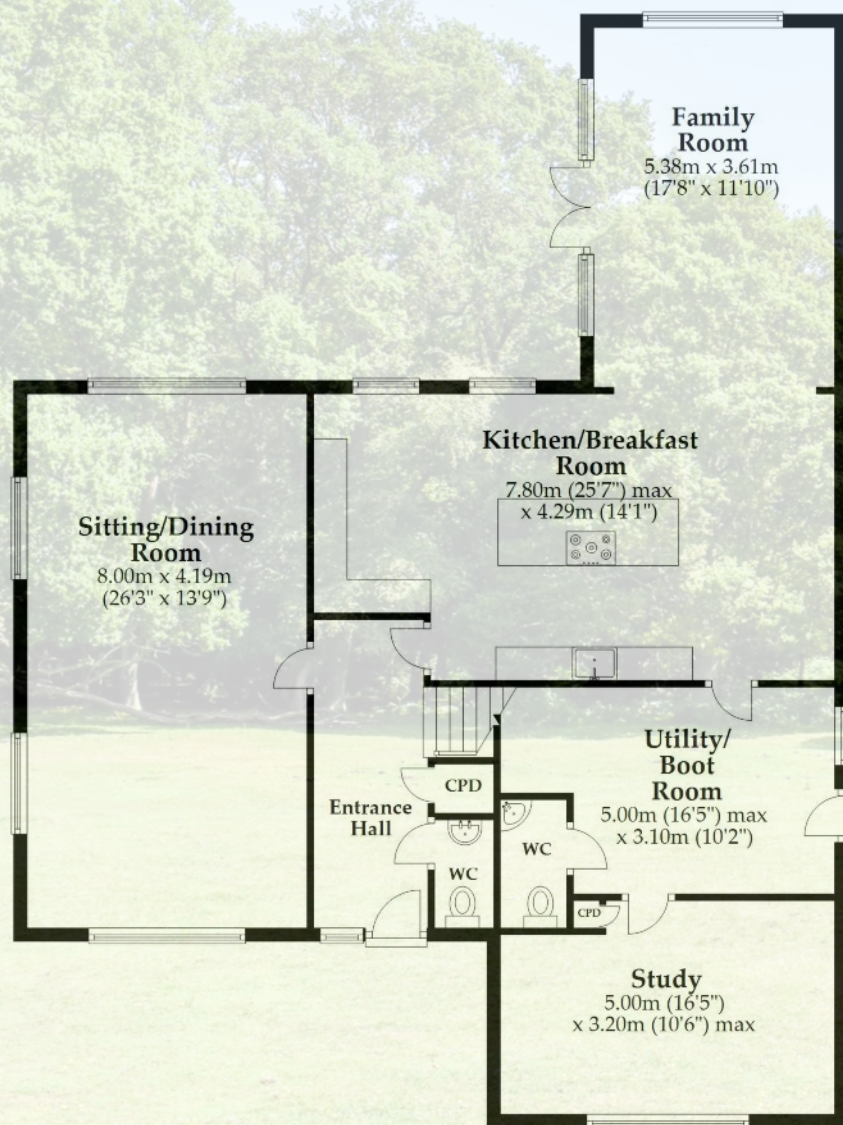 Family
Room
5.38m x 3.61m
(17'8" x 11'10")
Kitchen/Breakfast
Room
7.80m (25'7") max
x 4.29m (14'1")
Sitting/Dining
Room
8.00m x 4.19m
(26'3" x 13'9")
Utility/
Boot
Room
5.00m (16'5") max
x 3.10m (10'2")
CPD
Entrance
Hall
WC
WC
CPD
Study
5.00m (16'5")
x 3.20m (10'6") max